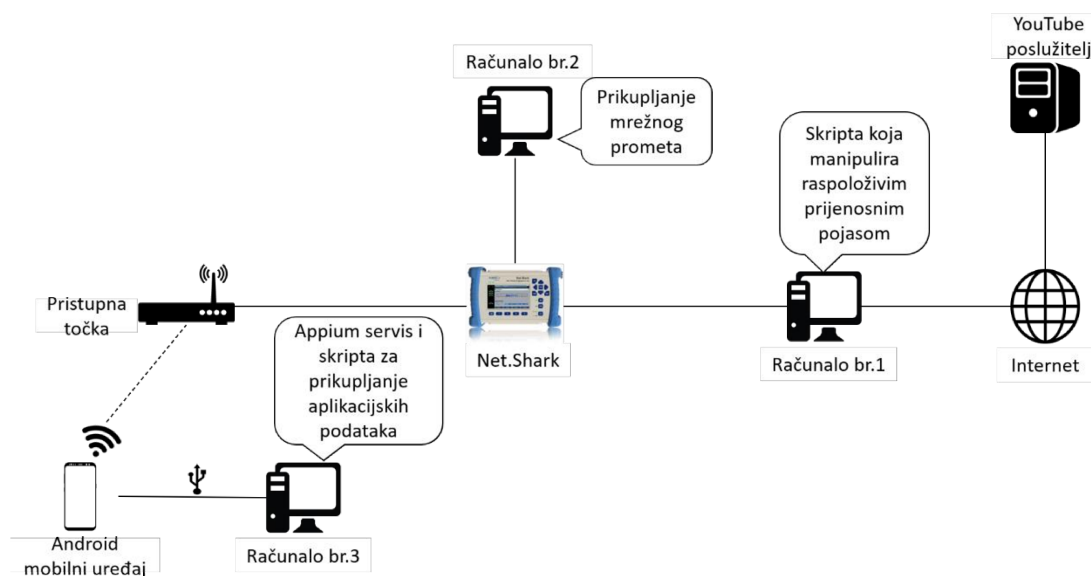 YouTube
poslužitelj
Računalo br.2
Prikupljanje
mrežnog
prometa
Skripta koja
manipulira
raspoloživim
prijenosnim
pojasom
Pristupna
točka
Net.Shark
Računalo br.1
Internet
Appium servis i
skripta za
prikupljanje
aplikacijskih
podataka
Android
mobilni uređaj
Računalo br.3